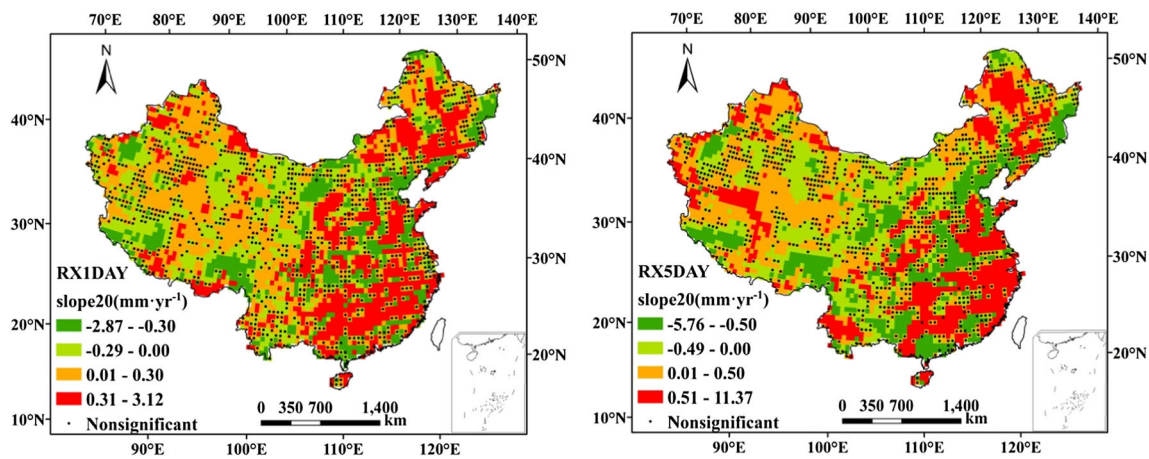 70°E 80°E 90°E 100°E 110°E 120°E 130°E 140°E
N
50°N
40°N
40°N
30°N
30°N
20°N
20°N
10°N
RX1DAY
slope20(mm·yr⁻¹)
-2.87 - -0.30
-0.29 - 0.00
0.01 - 0.30
0.31 - 3.12
Nonsignificant
0 350 700 1,400
km
90°E 100°E 110°E 120°E
70°E 80°E 90°E 100°E 110°E 120°E 130°E 140°E
N
50°N
40°N
40°N
30°N
30°N
20°N
20°N
10°N
RX5DAY
slope20(mm·yr⁻¹)
-5.76 - -0.50
-0.49 - 0.00
0.01 - 0.50
0.51 - 11.37
Nonsignificant
0 350 700 1,400
km
90°E 100°E 110°E 120°E